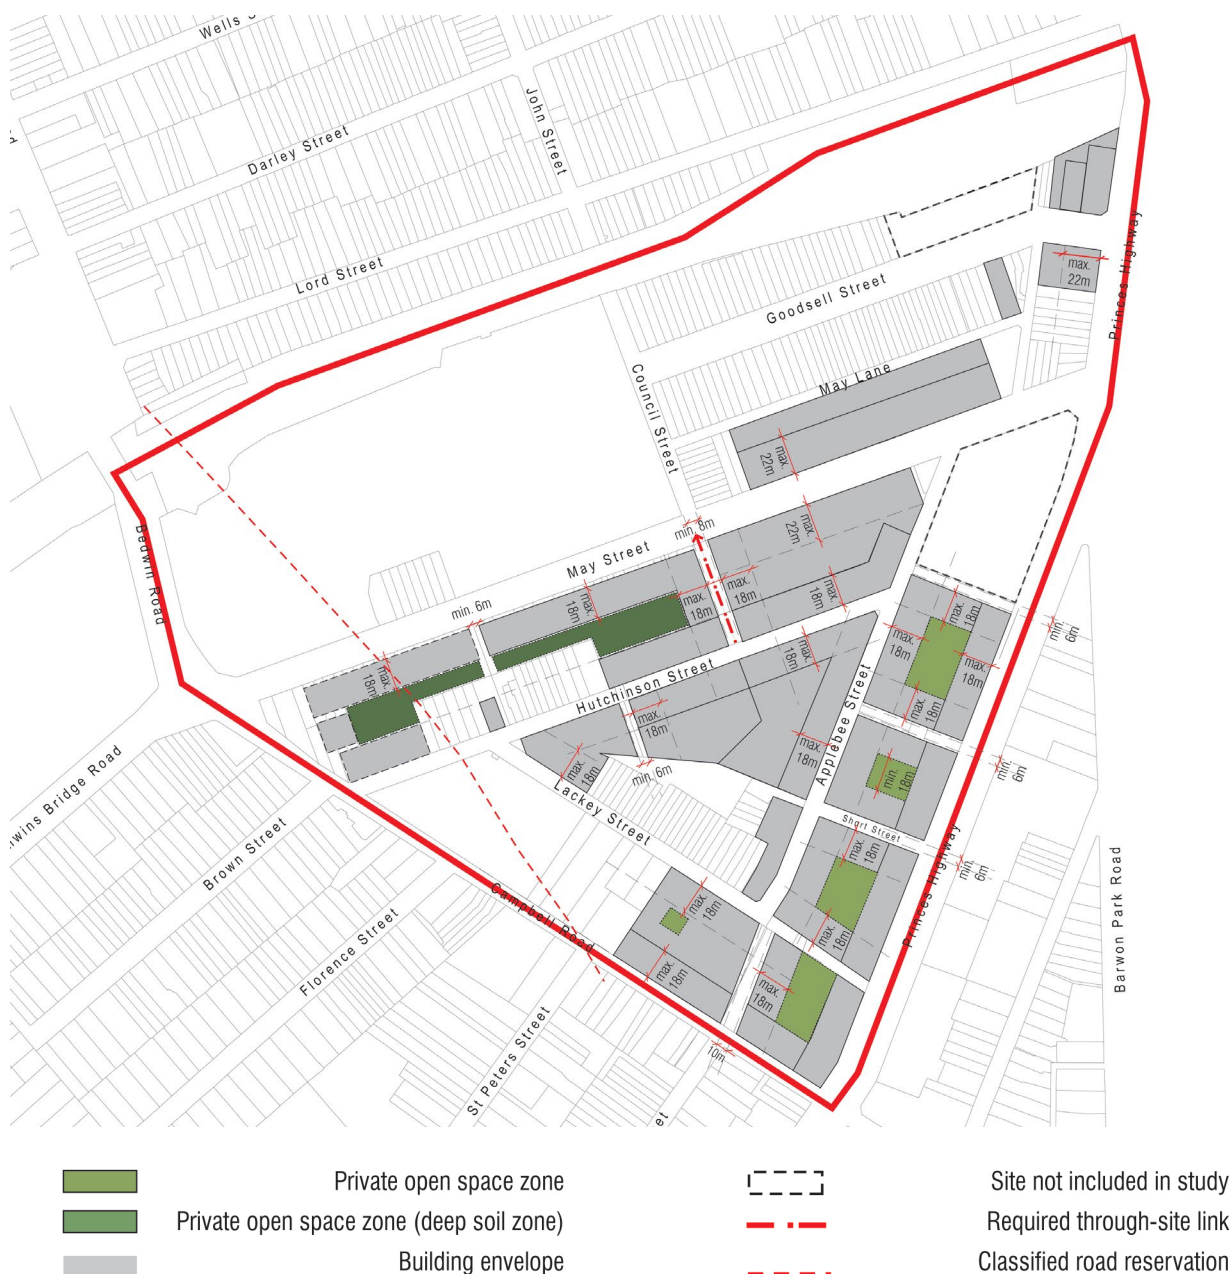 Wells S
John Street
Darley Street
Lord Street
Princes Highway
max.
22m
Goodsell Street
May Lane
Council Street
max.
22m
min. 8m
max.
22m
May Street
Bedwin Road
min. 6m
max.
18m
max.
18m
max.
18m
max.
18m
max.
18m
min.
6m
max.
18m
max.
18m
max.
18m
max.
18m
Hutchinson Street
max.
18m
max.
18m
max.
18m
Applebee Street
min. 6m
max.
18m
min.
18m
min.
6m
Lackey Street
Short Street
max.
18m
min.
6m
Princes Highway
Barwon Park Road
wins Bridge Road
Brown Street
Florence Street
Campbell Road
max.
18m
max.
18m
max.
18m
max.
18m
St Peters Street
10m
et
Private open space zone
Site not included in study
Private open space zone (deep soil zone)
Required through-site link
Building envelope
Classified road reservation